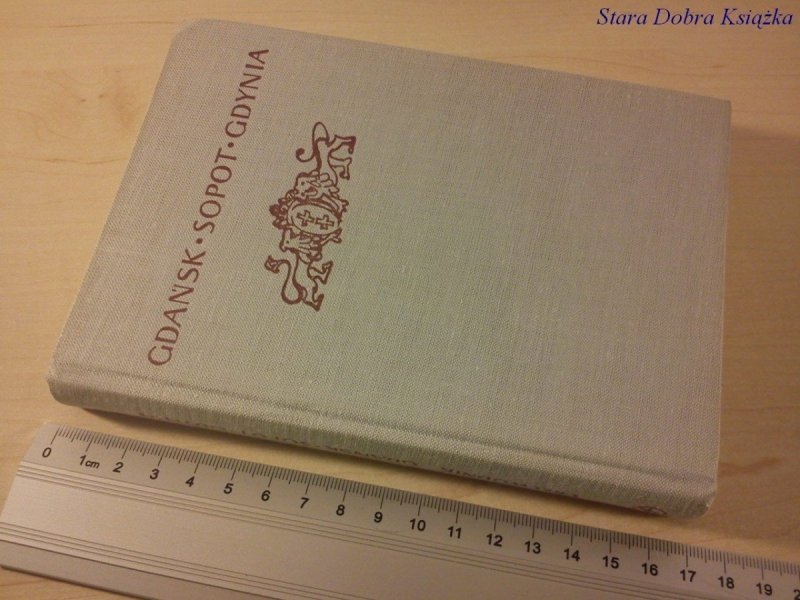 Stara Dobra Książka
GDAŃSK • SOPOT • GDYNIA
0 1cm 2 3 4 5 6 7 8 9 10 11 12 13 14 15 16 17 18 19